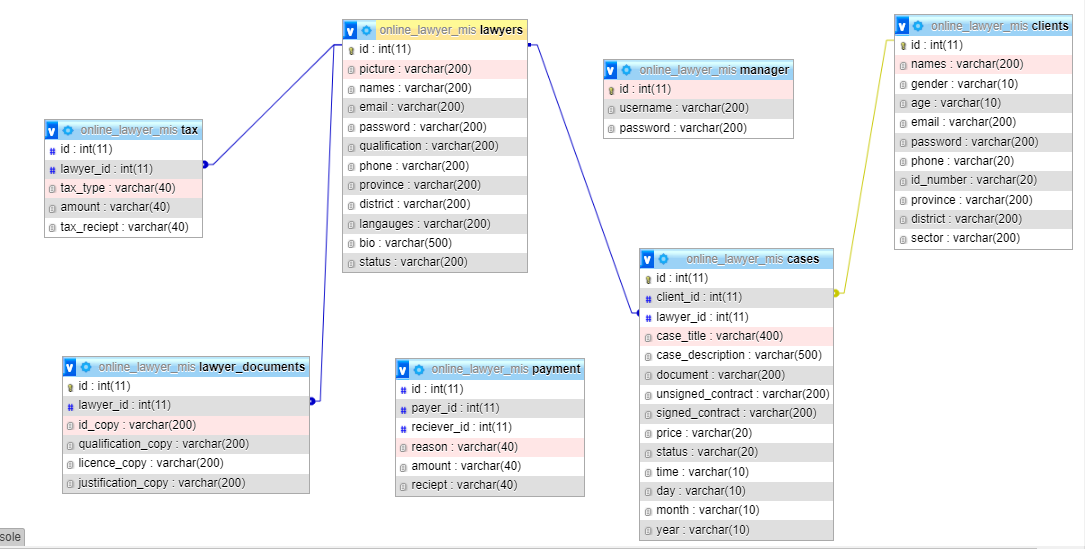 v online_lawyer_mis lawyers
id : int(11)
picture : varchar(200)
names : varchar(200)
email : varchar(200)
password : varchar(200)
qualification : varchar(200)
phone : varchar(200)
province : varchar(200)
district : varchar(200)
langauges : varchar(200)
bio : varchar(500)
status : varchar(200)
v online_lawyer_mis manager
id : int(11)
username : varchar(200)
password : varchar(200)
v online_lawyer_mis clients
id : int(11)
names : varchar(200)
gender : varchar(10)
age : varchar(10)
email : varchar(200)
password : varchar(200)
phone : varchar(20)
id_number : varchar(20)
province : varchar(200)
district : varchar(200)
sector : varchar(200)
v online_lawyer_mis tax
# id : int(11)
# lawyer_id : int(11)
tax_type : varchar(40)
amount : varchar(40)
tax_reciept : varchar(40)
v online_lawyer_mis cases
id : int(11)
# client_id : int(11)
# lawyer_id : int(11)
case_title : varchar(400)
case_description : varchar(500)
document : varchar(200)
unsigned_contract : varchar(200)
signed_contract : varchar(200)
price : varchar(20)
status : varchar(20)
time : varchar(10)
day : varchar(10)
month : varchar(10)
year : varchar(10)
v online_lawyer_mis lawyer_documents
id : int(11)
# lawyer_id : int(11)
id_copy : varchar(200)
qualification_copy : varchar(200)
licence_copy : varchar(200)
justification_copy : varchar(200)
v online_lawyer_mis payment
# id : int(11)
# payer_id : int(11)
# reciever_id : int(11)
reason : varchar(40)
amount : varchar(40)
reciept : varchar(40)
sole